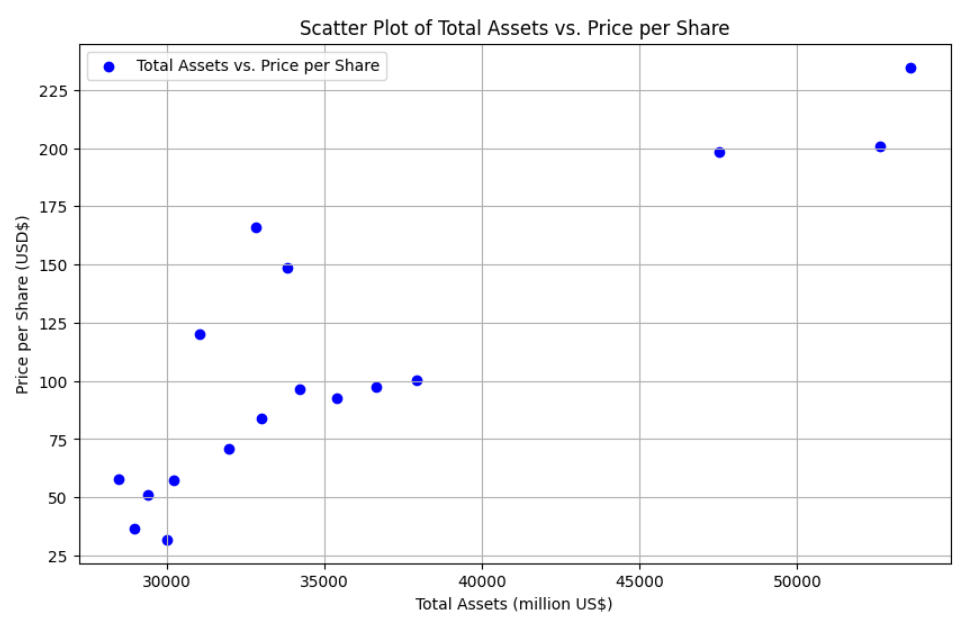 Scatter Plot of Total Assets vs. Price per Share
Total Assets vs. Price per Share
225
200
175
150
125
100
75
50
25
Price per Share (USD$)
30000 35000 40000 45000 50000
Total Assets (million US$)